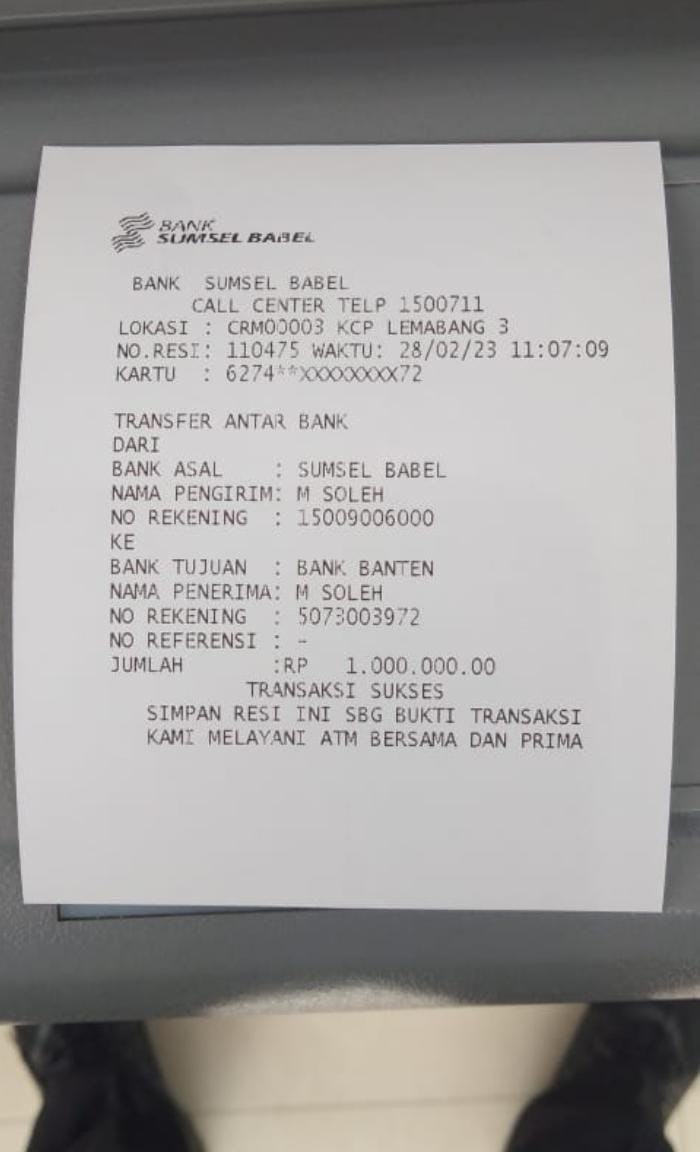 BANK
SUMSEL BABEL
BANK SUMSEL BABEL
CALL CENTER TELP 1500711
LOKASI : CRM00003 KCP LEMABANG 3
NO.RESI: 110475 WAKTU: 28/02/23 11:07:09
KARTU : 6274**XXXXXXXX72
TRANSFER ANTAR BANK
DARI
BANK ASAL : SUMSEL BABEL
NAMA PENGIRIM: M SOLEH
NO REKENING : 15009006000
KE
BANK TUJUAN : BANK BANTEN
NAMA PENERIMA: M SOLEH
NO REKENING : 5073003972
NO REFERENSI : -
JUMLAH :RP 1.000.000.00
TRANSAKSI SUKSES
SIMPAN RESI INI SBG BUKTI TRANSAKSI
KAMI MELAYANI ATM BERSAMA DAN PRIMA